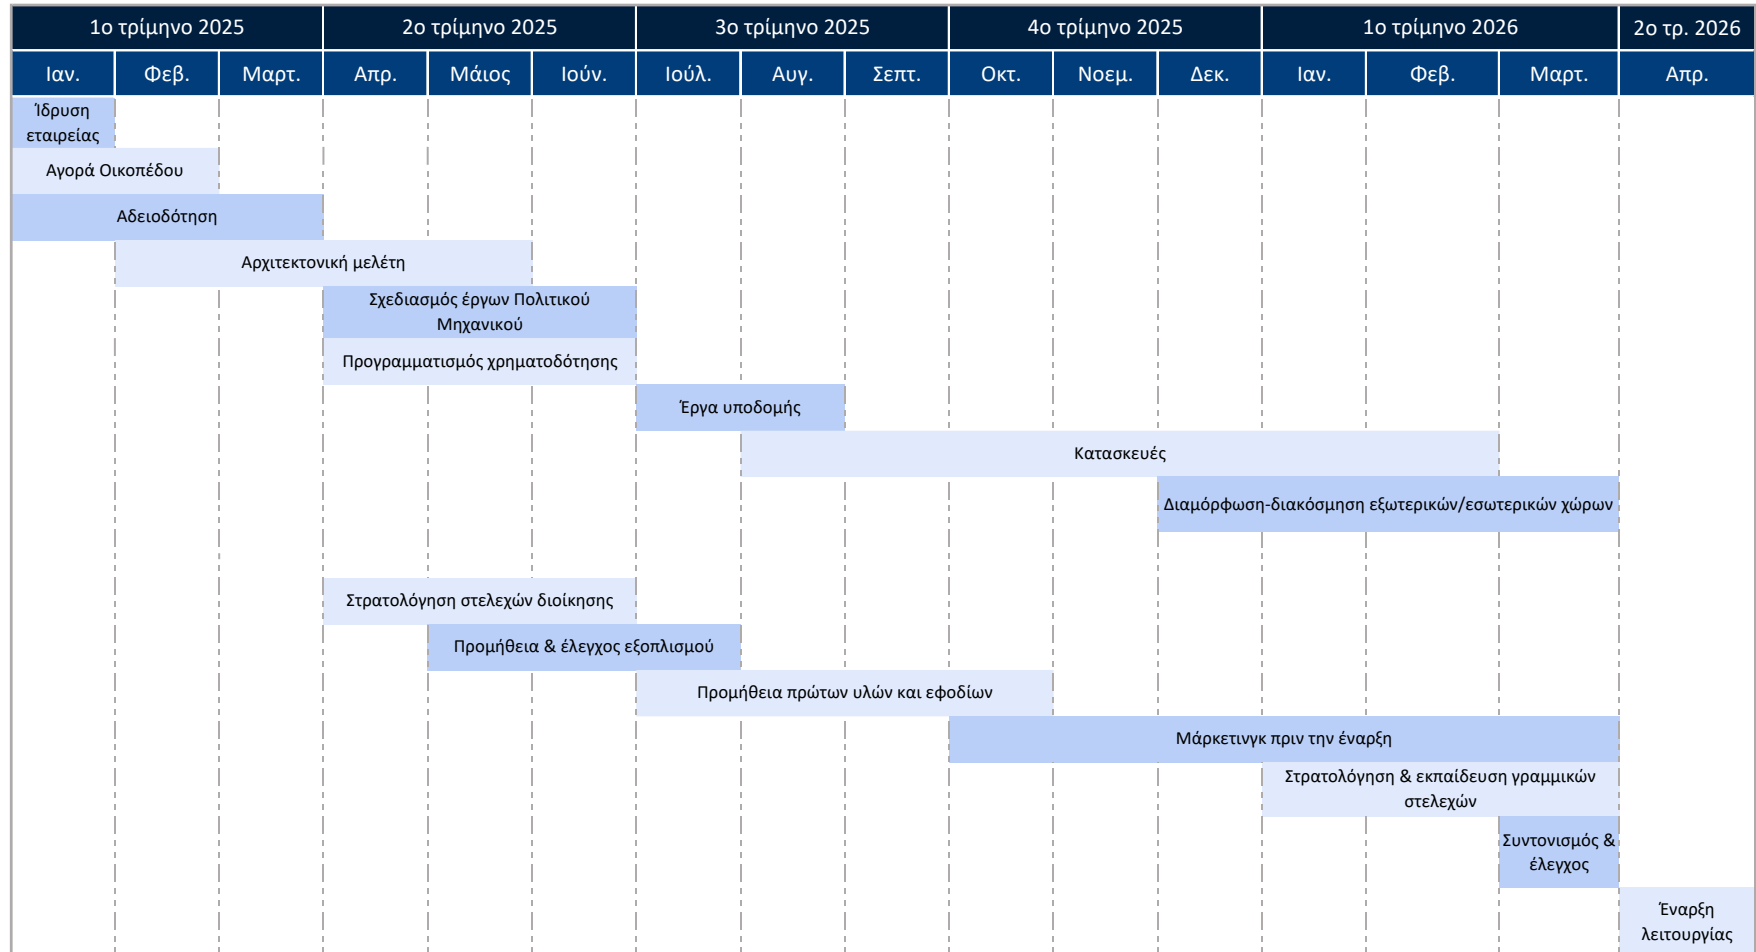 1ο τρίμηνο 2025 2ο τρίμηνο 2025 3ο τρίμηνο 2025 4ο τρίμηνο 2025 1ο τρίμηνο 2026 2ο τρ. 2026
Ιαν. Φεβ. Μαρτ. Απρ. Μάιος Ιούν. Ιούλ. Αυγ. Σεπτ. Οκτ. Νοεμ. Δεκ. Ιαν. Φεβ. Μαρτ. Απρ.
Ίδρυση
εταιρείας
Αγορά Οικοπέδου
Αδειοδότηση
Αρχιτεκτονική μελέτη
Σχεδιασμός έργων Πολιτικού
Μηχανικού
Προγραμματισμός χρηματοδότησης
Έργα υποδομής
Κατασκευές
Διαμόρφωση-διακόσμηση εξωτερικών/εσωτερικών χώρων
Στρατολόγηση στελεχών διοίκησης
Προμήθεια & έλεγχος εξοπλισμού
Προμήθεια πρώτων υλών και εφοδίων
Μάρκετινγκ πριν την έναρξη
Στρατολόγηση & εκπαίδευση γραμμικών
στελεχών
Συντονισμός &
έλεγχος
Έναρξη
λειτουργίας